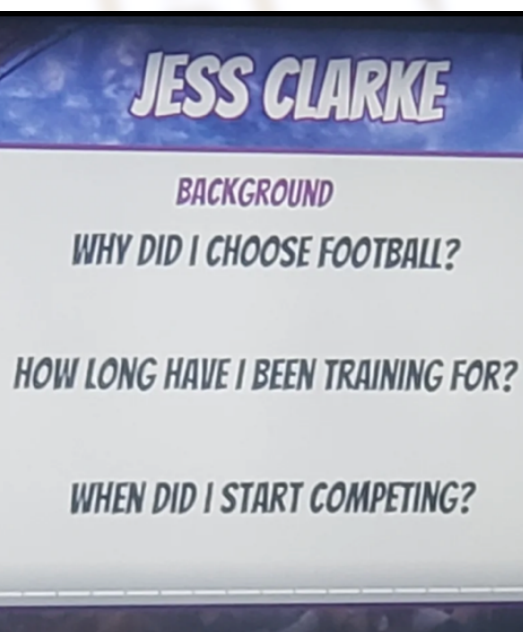 JESS CLARKE
BACKGROUND
WHY DID I CHOOSE FOOTBALL?
HOW LONG HAVE I BEEN TRAINING FOR?
WHEN DID I START COMPETING?